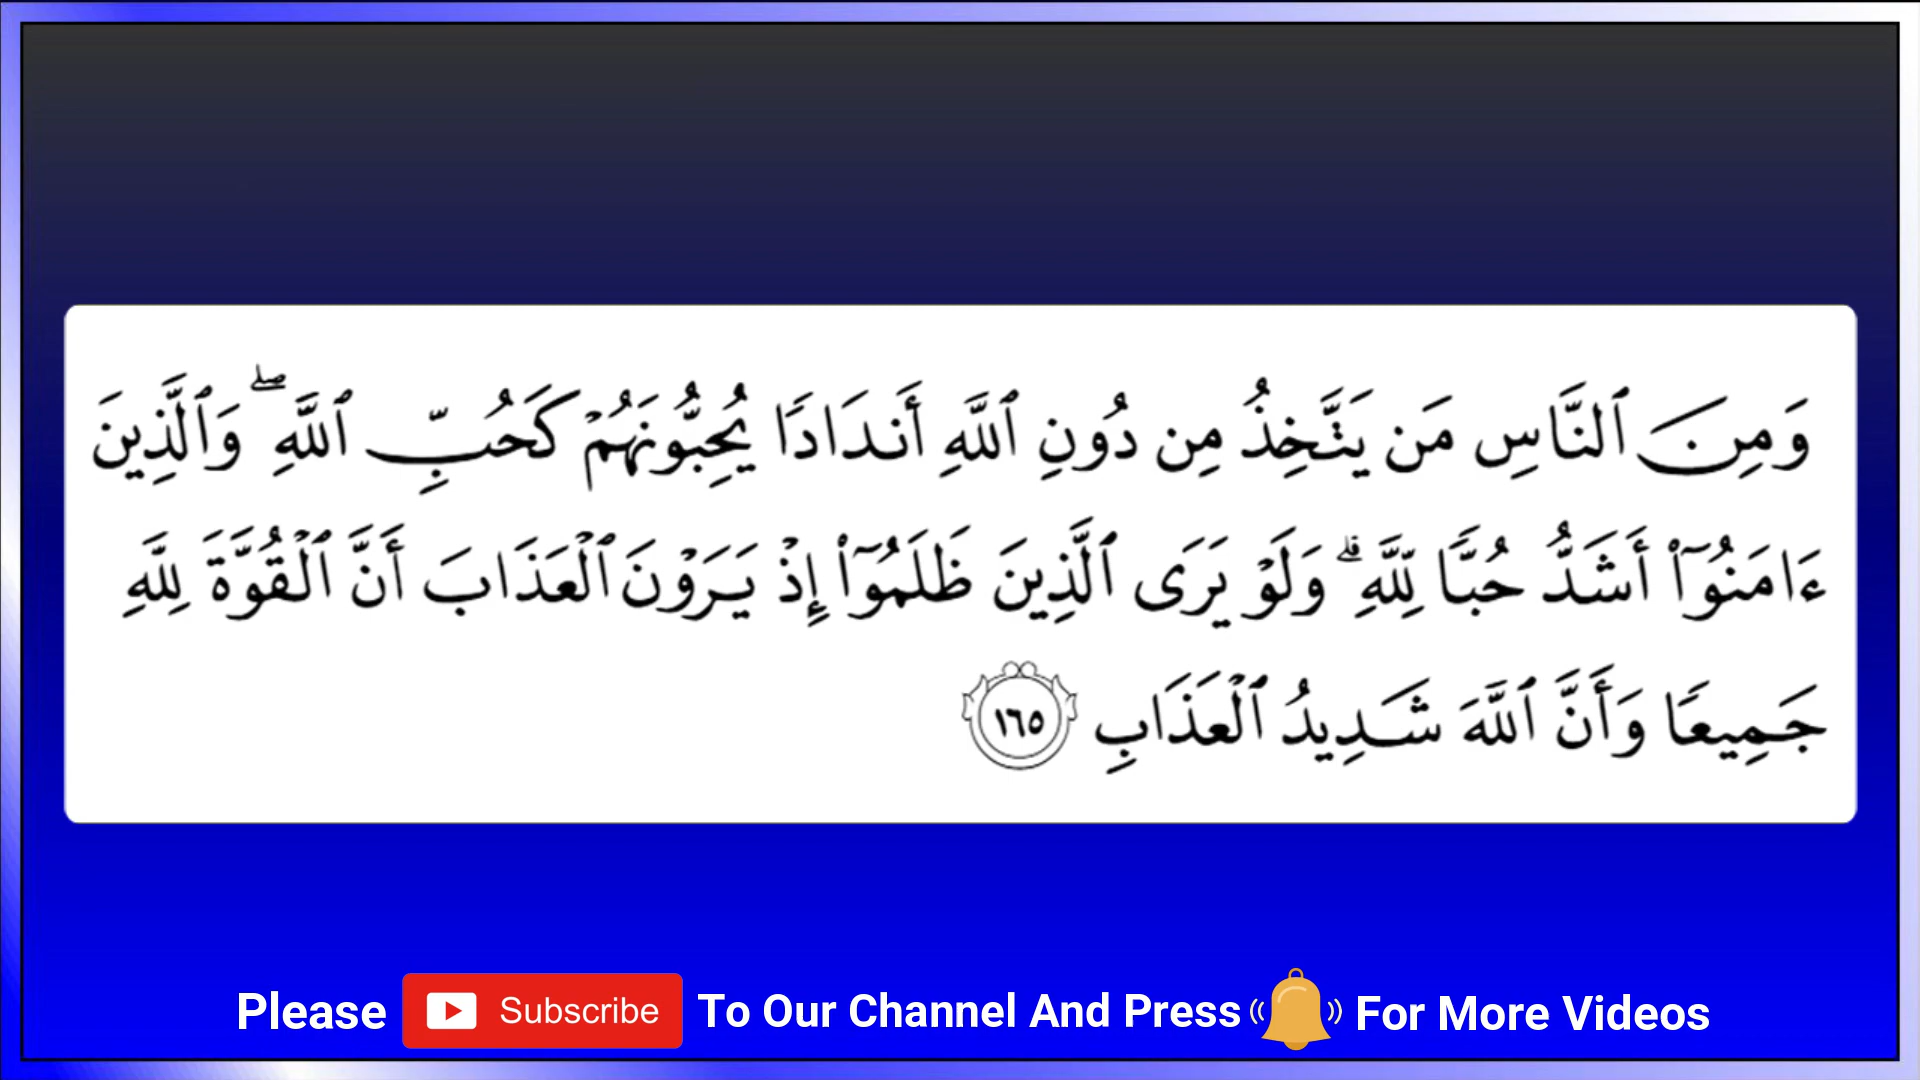 وَمِنَ ٱلنَّاسِ مَن يَتَّخِذُ مِن دُونِ ٱللَّهِ أَندَادًا يُحِبُّونَهُمْ كَحُبِّ ٱللَّهِ ۖ وَٱلَّذِينَ
ءَامَنُوٓا۟ أَشَدُّ حُبًّا لِّلَّهِ ۗ وَلَوْ يَرَى ٱلَّذِينَ ظَلَمُوٓا۟ إِذْ يَرَوْنَ ٱلْعَذَابَ أَنَّ ٱلْقُوَّةَ لِلَّهِ
جَمِيعًا وَأَنَّ ٱللَّهَ شَدِيدُ ٱلْعَذَابِ ١٦٥
Please Subscribe To Our Channel And Press For More Videos